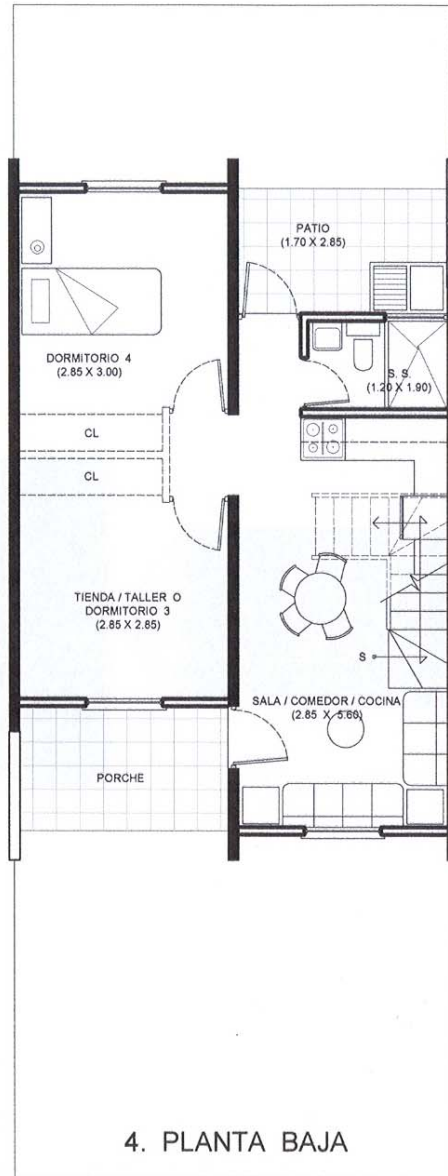 PATIO
(1.70 X 2.85)
DORMITORIO 4
(2.85 X 3.00)
S. S.
(1.20 X 1.90)
CL
CL
TIENDA / TALLER O
DORMITORIO 3
(2.85 X 2.85)
S
SALA / COMEDOR / COCINA
(2.85 X 5.60)
PORCHE
4. PLANTA BAJA